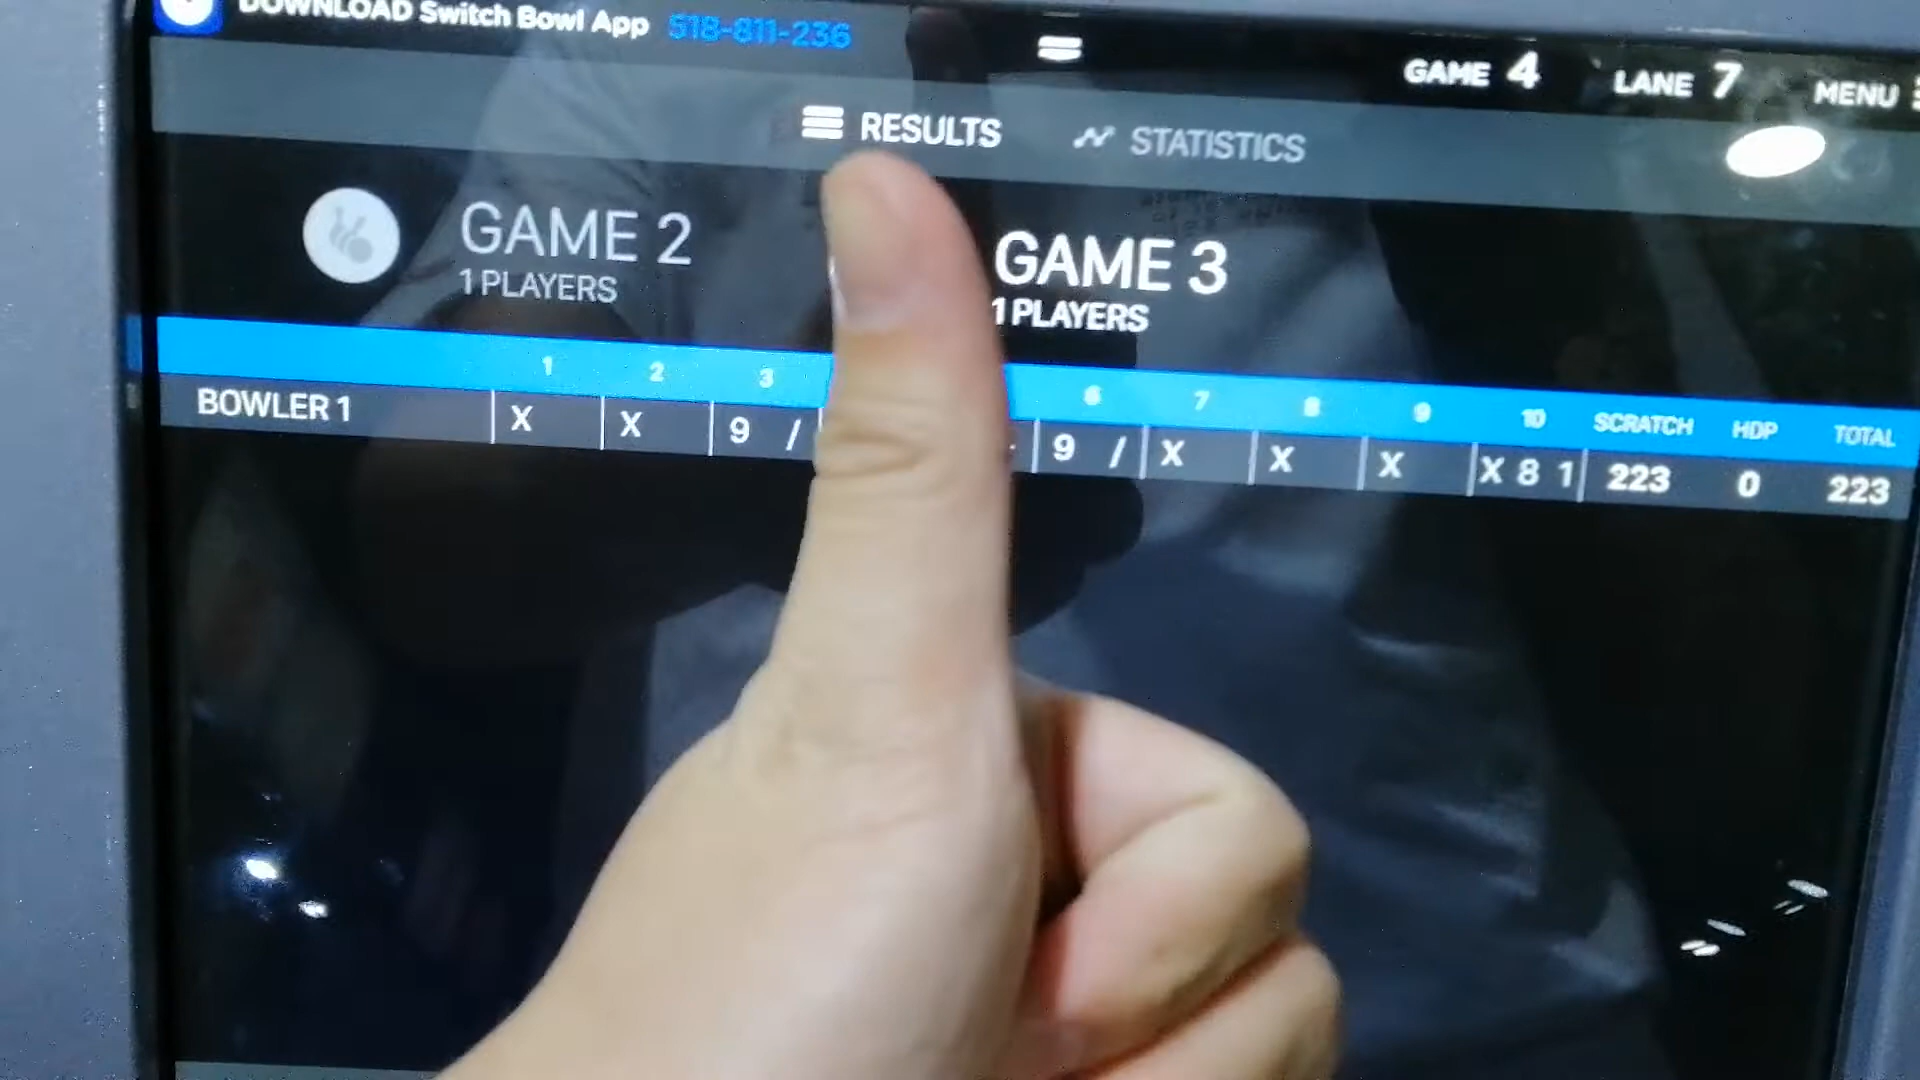 DOWNLOAD Switch Bowl App 518-811-236
GAME 4 LANE 7 MENU
RESULTS STATISTICS
GAME 2
1 PLAYERS
GAME 3
1 PLAYERS
1 2 3 6 7 8 9 10 SCRATCH HDP TOTAL
BOWLER 1 X X 9 / 9 / X X X X 8 1 223 0 223